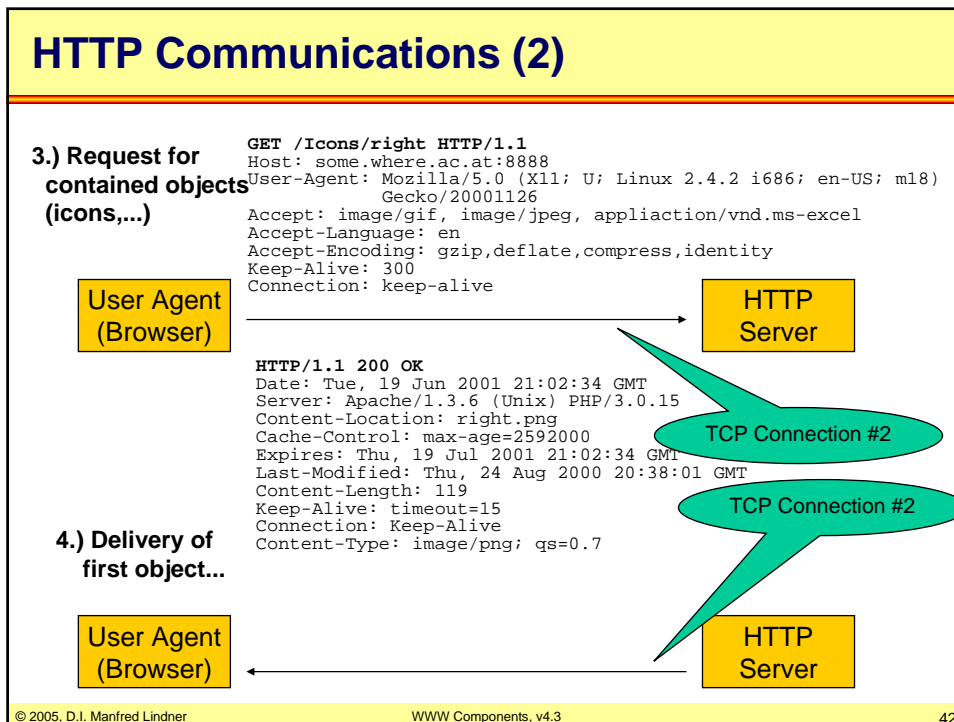 HTTP Communications (2)
3.) Request for
contained objects
(icons,...)
GET /Icons/right HTTP/1.1
Host: some.where.ac.at:8888
User-Agent: Mozilla/5.0 (X11; U; Linux 2.4.2 i686; en-US; m18)
Gecko/20001126
Accept: image/gif, image/jpeg, appliaction/vnd.ms-excel
Accept-Language: en
Accept-Encoding: gzip,deflate,compress,identity
Keep-Alive: 300
Connection: keep-alive
User Agent
(Browser)
HTTP
Server
HTTP/1.1 200 OK
Date: Tue, 19 Jun 2001 21:02:34 GMT
Server: Apache/1.3.6 (Unix) PHP/3.0.15
Content-Location: right.png
Cache-Control: max-age=2592000
Expires: Thu, 19 Jul 2001 21:02:34 GMT
Last-Modified: Thu, 24 Aug 2000 20:38:01 GMT
Content-Length: 119
Keep-Alive: timeout=15
Connection: Keep-Alive
Content-Type: image/png; qs=0.7
TCP Connection #2
TCP Connection #2
4.) Delivery of
first object...
User Agent
(Browser)
HTTP
Server
© 2005, D.I. Manfred Lindner
WWW Components, v4.3
42